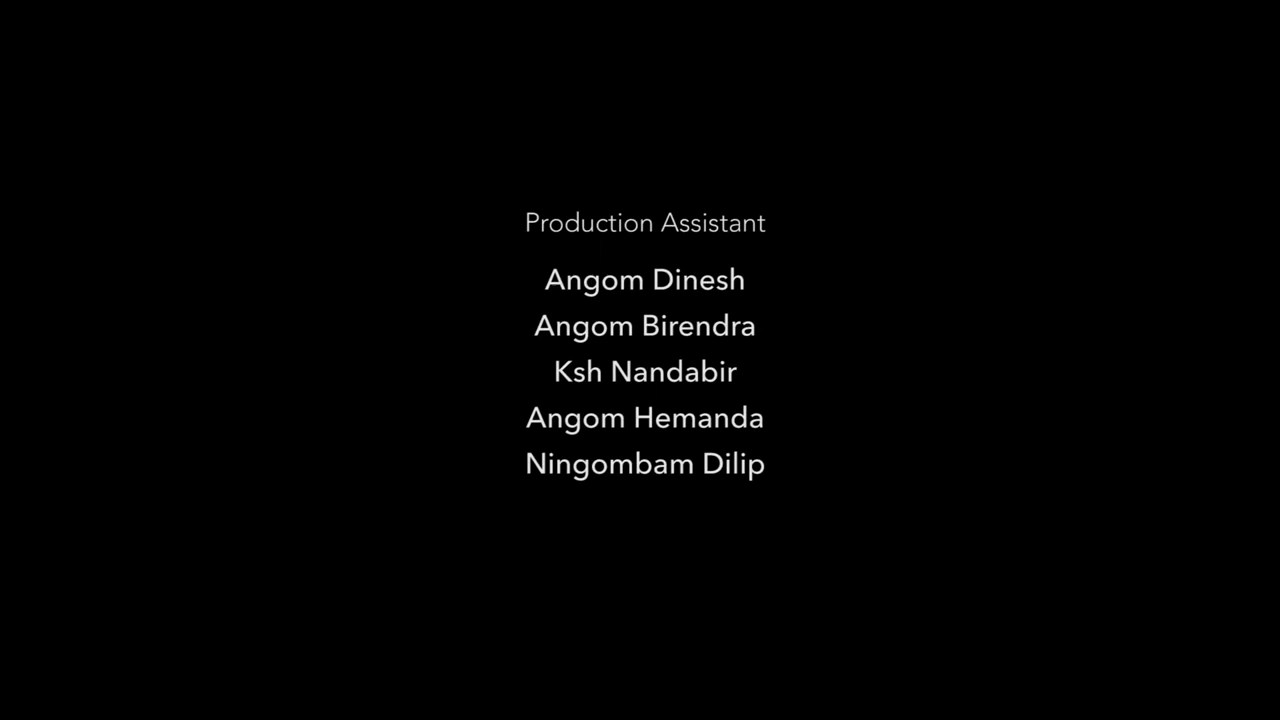 Production Assistant
Angom Dinesh
Angom Birendra
Ksh Nandabir
Angom Hemanda
Ningombam Dilip